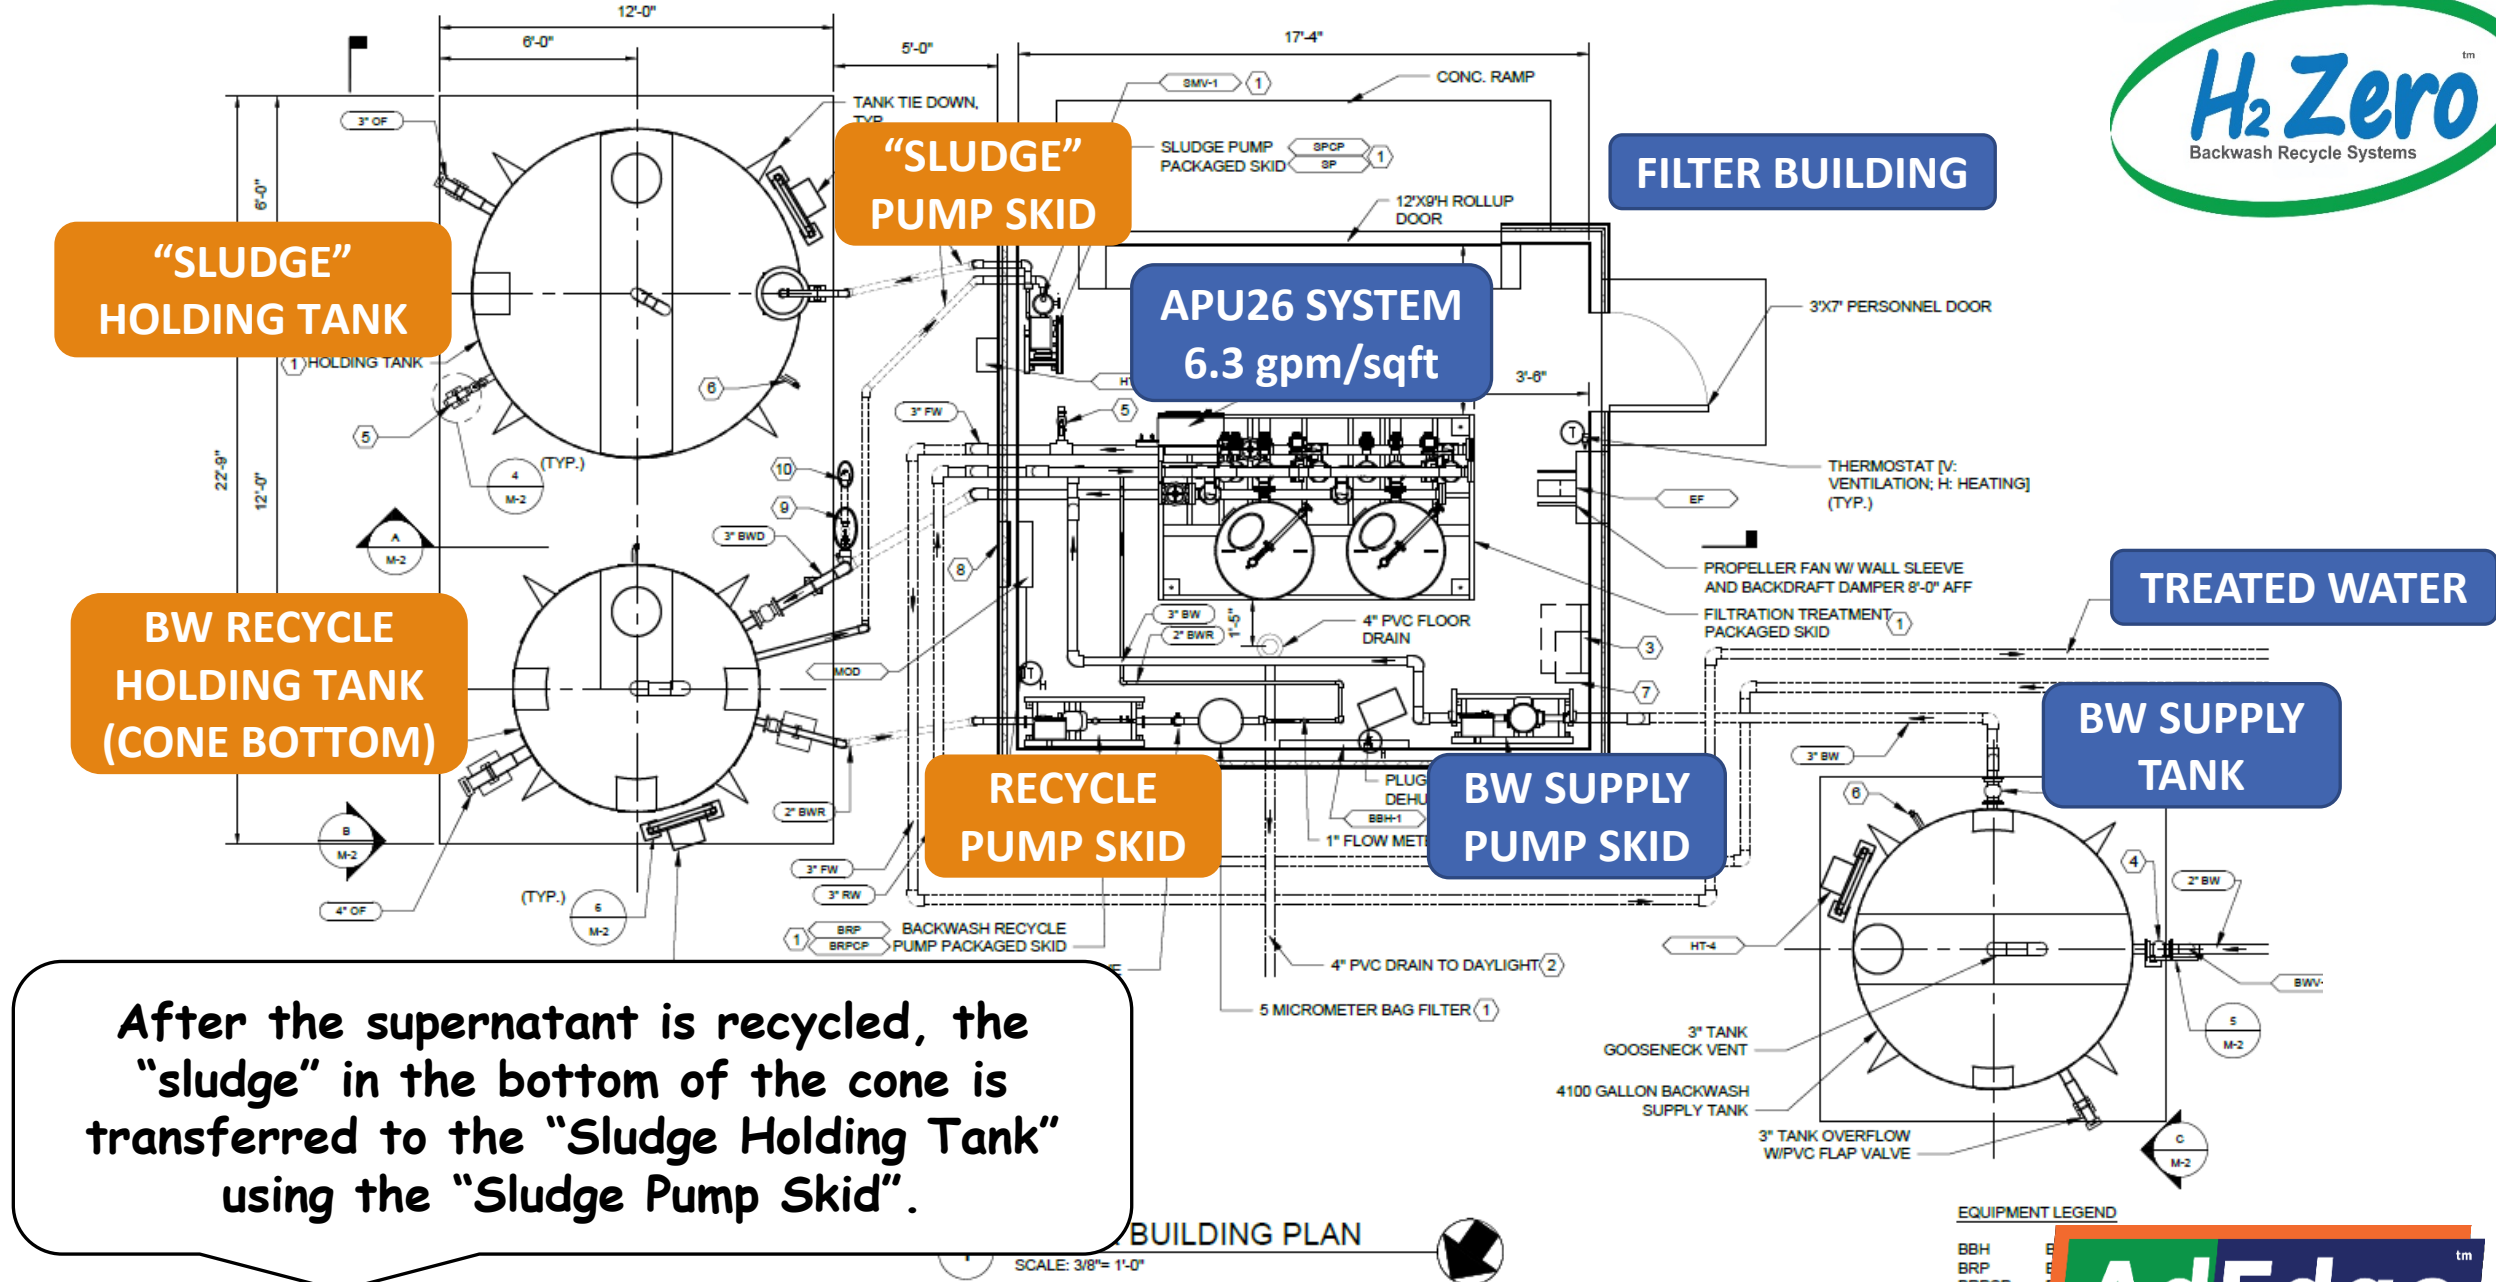 12'-0"
6'-0"
5'-0"
17'-4"
H2 Zero
tm
Backwash Recycle Systems
SMV-1
1
CONC. RAMP
TANK TIE DOWN,
TYP.
3" OF
"SLUDGE"
PUMP SKID
SLUDGE PUMP
PACKAGED SKID
SPCP
SP
1
FILTER BUILDING
12'X9'H ROLLUP
DOOR
6'-0"
"SLUDGE"
HOLDING TANK
1
HOLDING TANK
APU26 SYSTEM
6.3 gpm/sqft
3'X7' PERSONNEL DOOR
3'-6"
6
3" FW
5
5
T
22'-9"
12'-0"
(TYP.)
4
M-2
10
9
THERMOSTAT [V:
VENTILATION; H: HEATING]
(TYP.)
EF
3" BWD
A
M-2
8
PROPELLER FAN W/ WALL SLEEVE
AND BACKDRAFT DAMPER 8'-0" AFF
TREATED WATER
BW RECYCLE
HOLDING TANK
(CONE BOTTOM)
3" BW
2" BWR
1'-5"
4" PVC FLOOR
DRAIN
FILTRATION TREATMENT
PACKAGED SKID
1
3
MOD
T
H
7
BW SUPPLY
TANK
3" BW
RECYCLE
PUMP SKID
PLUG
DEHU
BBH-1
1" FLOW METE
BW SUPPLY
PUMP SKID
2" BWR
B
M-2
6
4
2" BW
3" FW
3" RW
(TYP.)
6
M-2
4" OF
1
BRP
BRPCP
BACKWASH RECYCLE
PUMP PACKAGED SKID
HT-4
4" PVC DRAIN TO DAYLIGHT
2
BWV-
5 MICROMETER BAG FILTER
1
5
M-2
3" TANK
GOOSENECK VENT
4100 GALLON BACKWASH
SUPPLY TANK
3" TANK OVERFLOW
W/PVC FLAP VALVE
C
M-2
After the supernatant is recycled, the
"sludge" in the bottom of the cone is
transferred to the "Sludge Holding Tank"
using the "Sludge Pump Skid".
BUILDING PLAN
SCALE: 3/8"= 1'-0"
EQUIPMENT LEGEND
BBH
BRP
AdEdge
tm